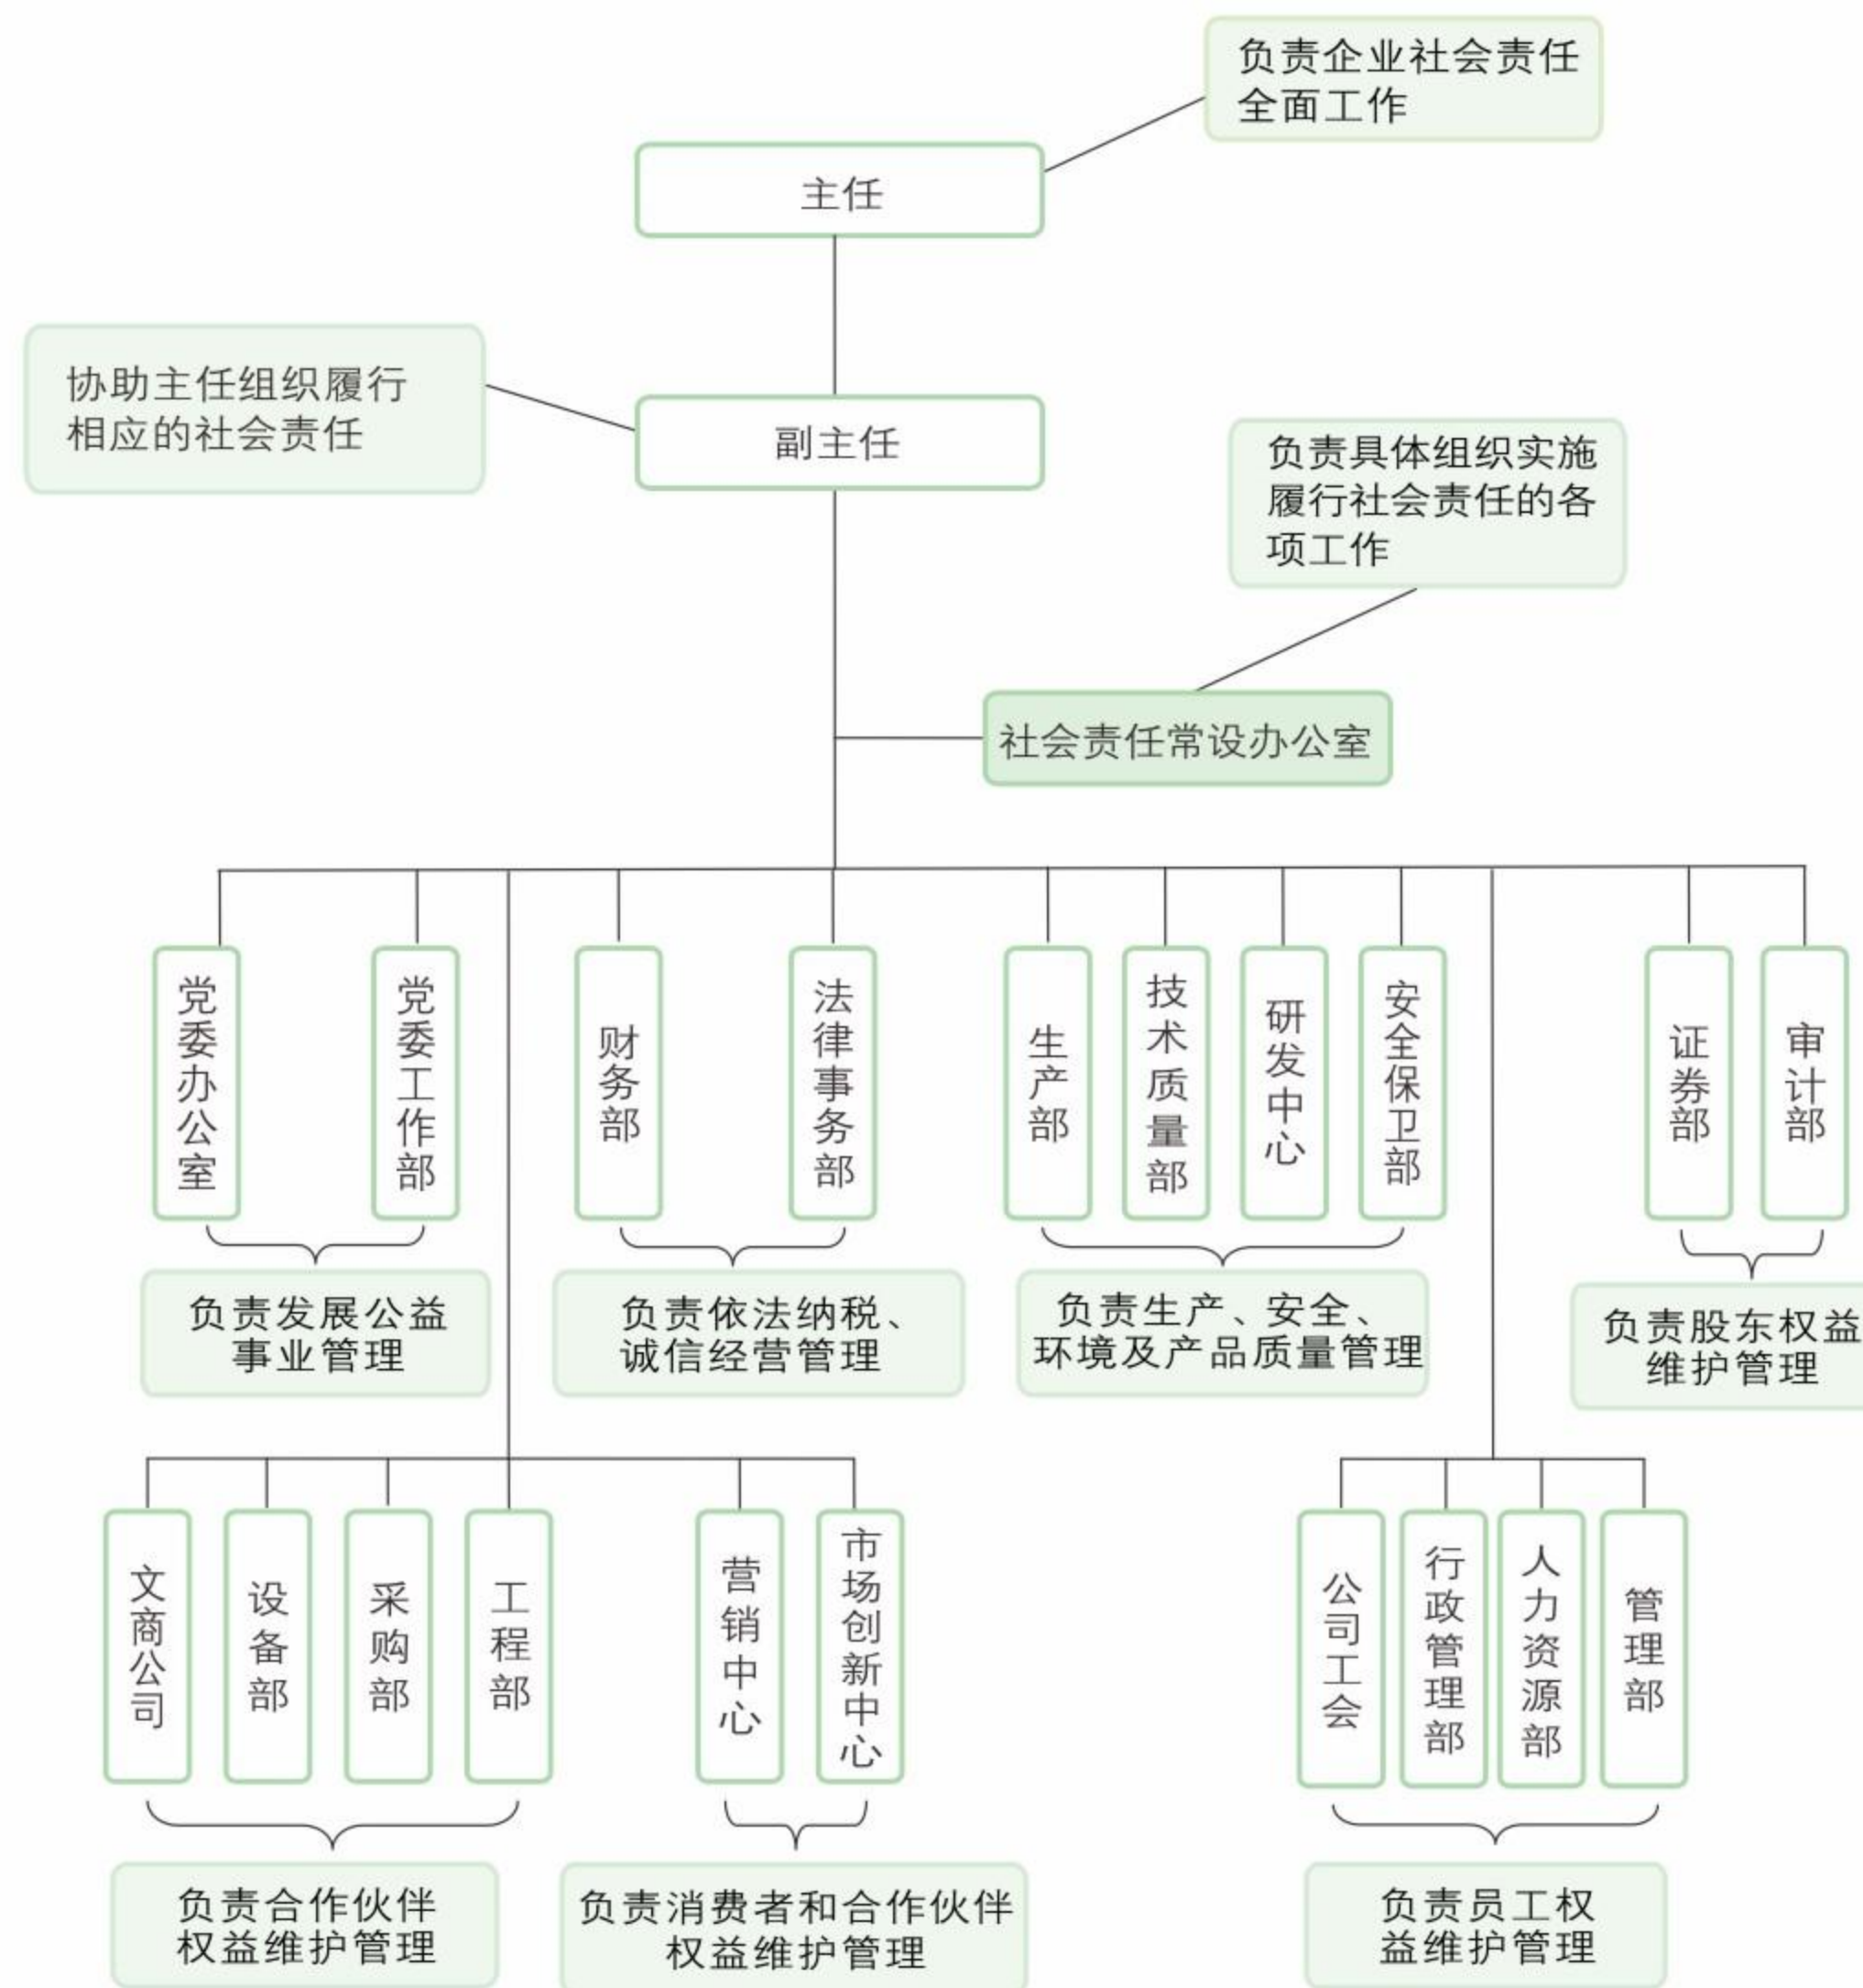 负责企业社会责任
全面工作
主任
协助主任组织履行
相应的社会责任
副主任
负责具体组织实施
履行社会责任的各
项工作
社会责任常设办公室
党委办公室
党委工作部
财务部
法律事务部
生产部
技术质量部
研发中心
安全保卫部
证券部
审计部
负责发展公益
事业管理
负责依法纳税、
诚信经营管理
负责生产、安全、
环境及产品质量管理
负责股东权益
维护管理
文商公司
设备部
采购部
工程部
营销中心
市场创新中心
公司工会
行政管理部
人力资源部
管理部
负责合作伙伴
权益维护管理
负责消费者和合作伙伴
权益维护管理
负责员工权
益维护管理